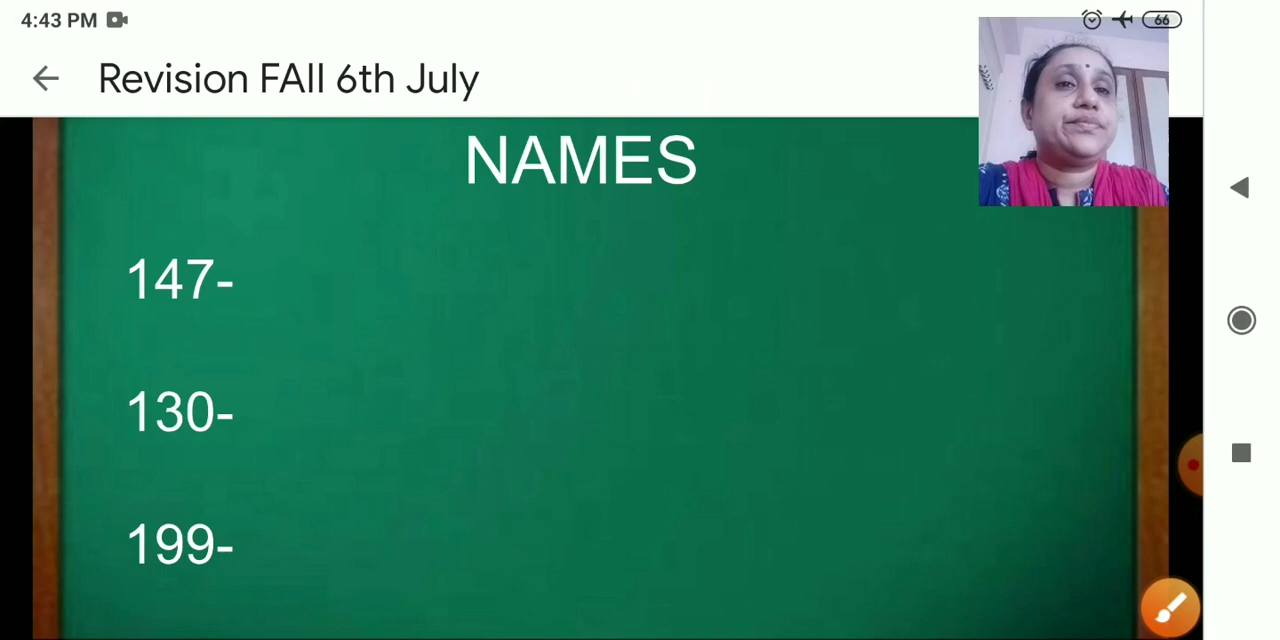 4:43 PM
66
Revision FAII 6th July
NAMES
147-
130-
199-